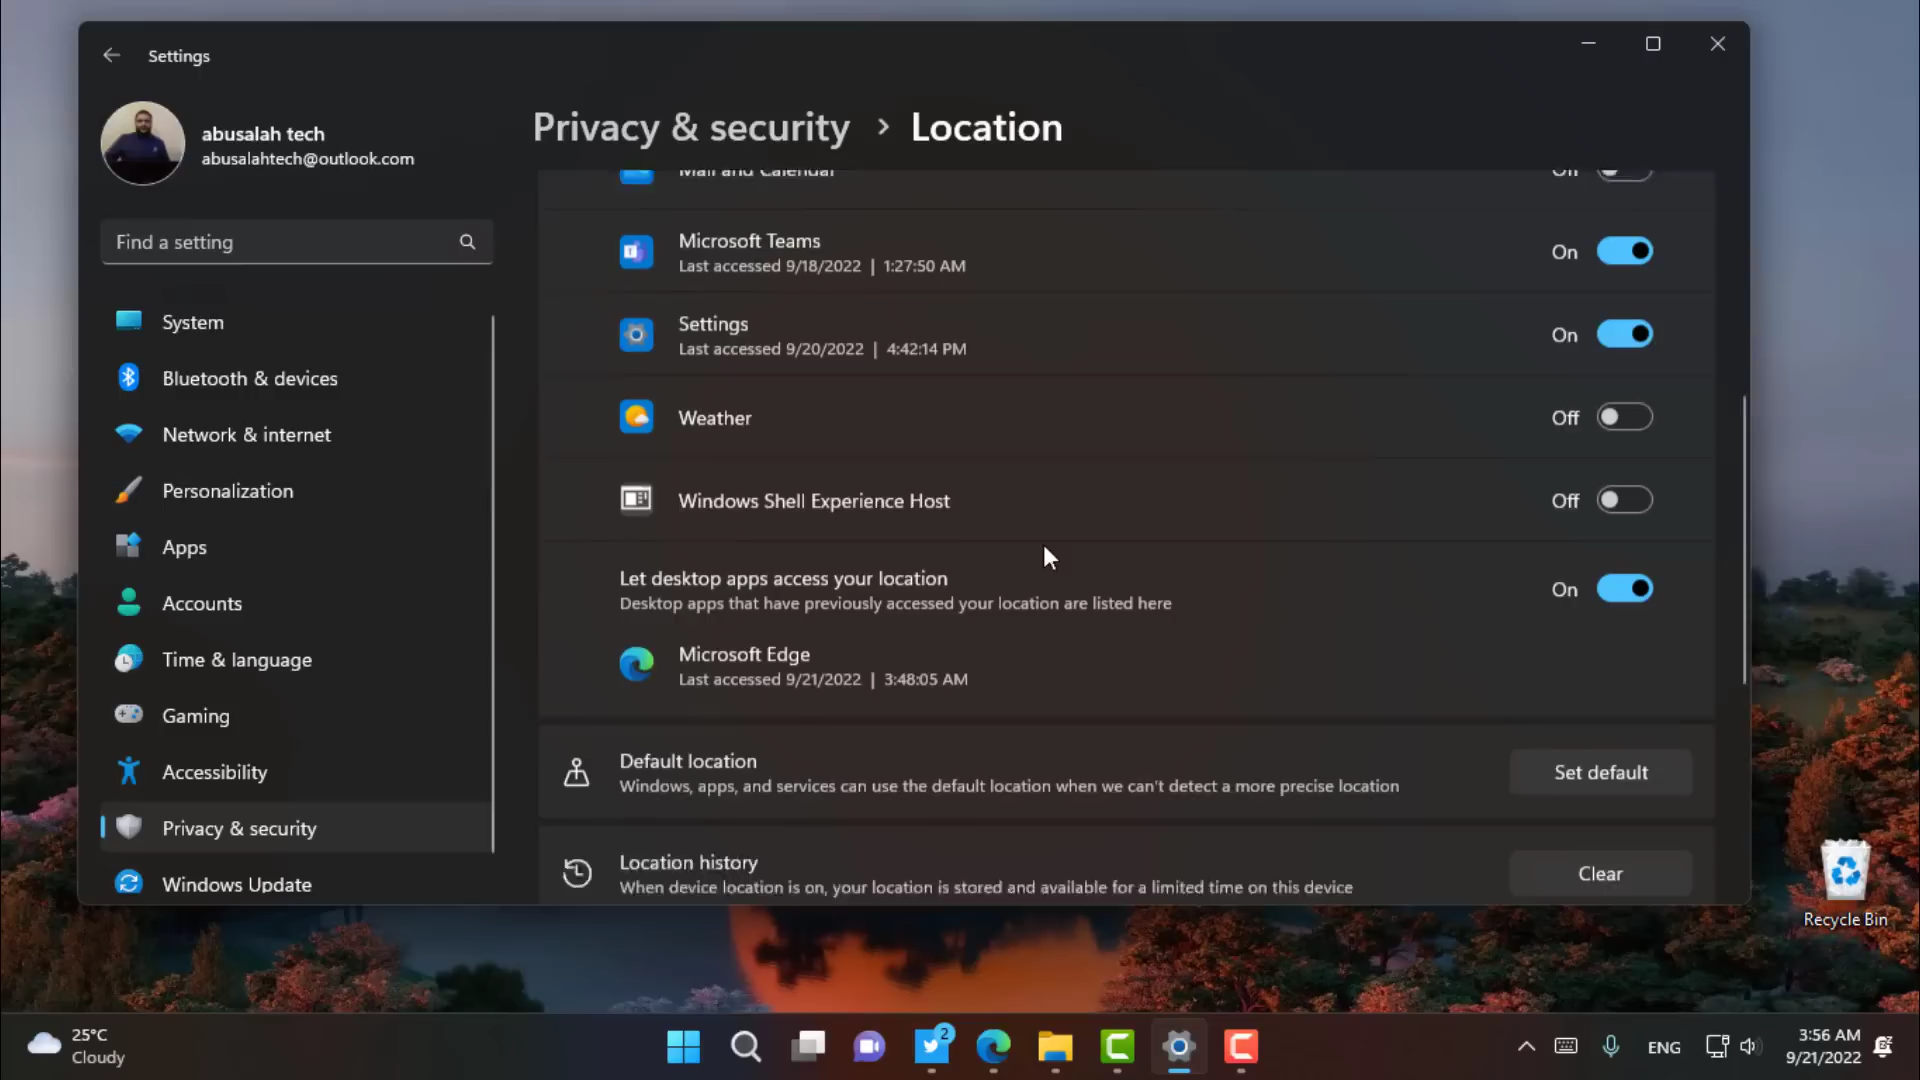 Settings
abusalah tech
abusalahtech@outlook.com
Find a setting
System
Bluetooth & devices
Network & internet
Personalization
Apps
Accounts
Time & language
Gaming
Accessibility
Privacy & security
Windows Update
Privacy & security > Location
Mail and Calendar Off
Microsoft Teams
Last accessed 9/18/2022 | 1:27:50 AM
On
Settings
Last accessed 9/20/2022 | 4:42:14 PM
On
Weather Off
Windows Shell Experience Host Off
Let desktop apps access your location
Desktop apps that have previously accessed your location are listed here
On
Microsoft Edge
Last accessed 9/21/2022 | 3:48:05 AM
Default location
Windows, apps, and services can use the default location when we can't detect a more precise location
Set default
Location history
When device location is on, your location is stored and available for a limited time on this device
Clear
Recycle Bin
25°C
Cloudy
2
ENG
3:56 AM
9/21/2022